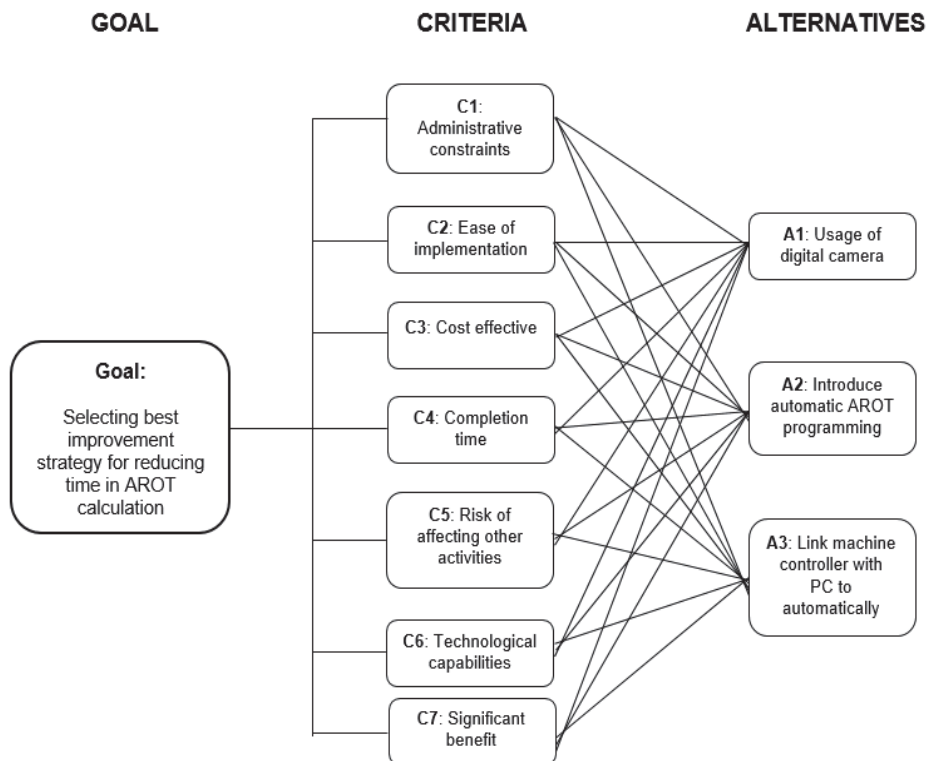 GOAL
CRITERIA
ALTERNATIVES
Goal:
Selecting best
improvement
strategy for reducing
time in AROT
calculation
C1:
Administrative
constraints
C2: Ease of
implementation
C3: Cost effective
C4: Completion
time
C5: Risk of
affecting other
activities
C6: Technological
capabilities
C7: Significant
benefit
A1: Usage of
digital camera
A2: Introduce
automatic AROT
programming
A3: Link machine
controller with
PC to
automatically